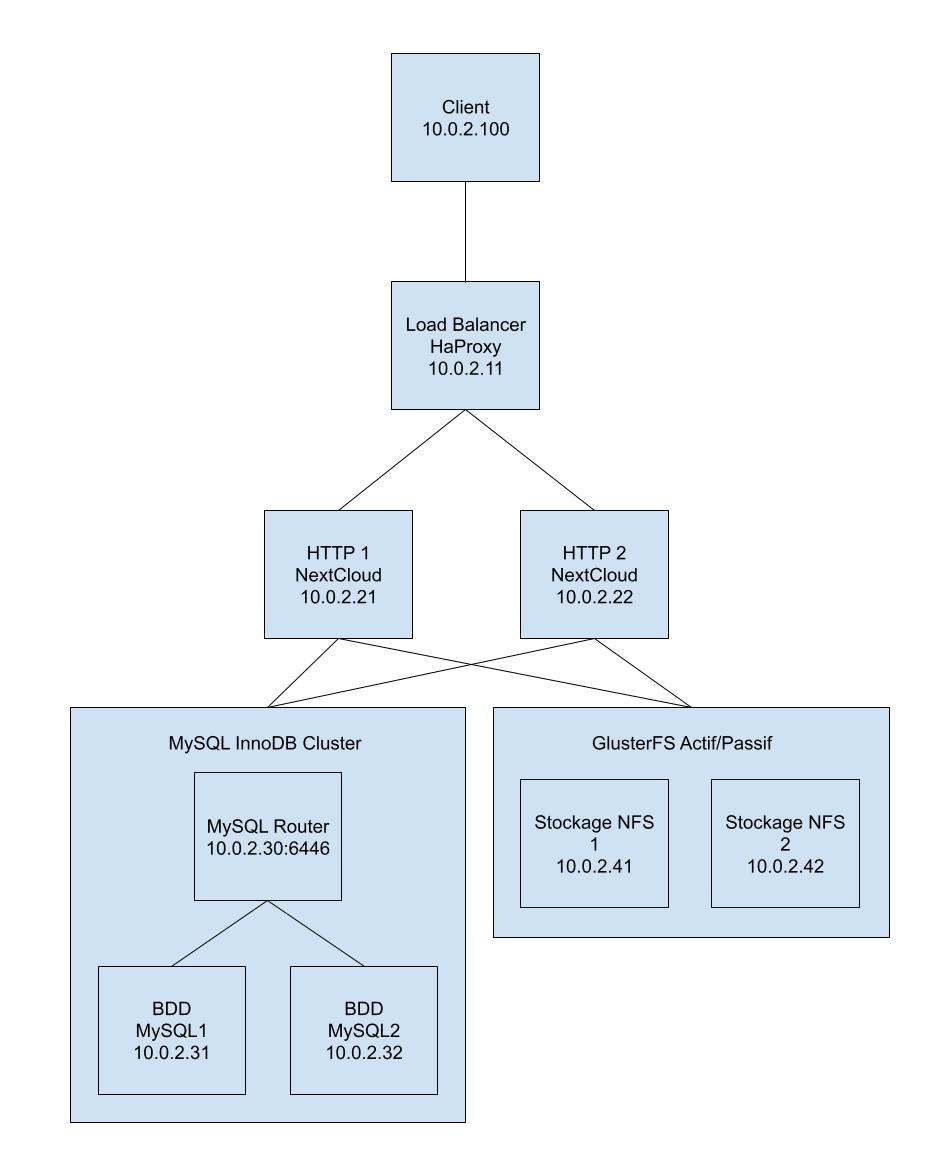 Client
10.0.2.100
Load Balancer
HaProxy
10.0.2.11
HTTP 1
NextCloud
10.0.2.21
HTTP 2
NextCloud
10.0.2.22
MySQL InnoDB Cluster
MySQL Router
10.0.2.30:6446
BDD
MySQL1
10.0.2.31
BDD
MySQL2
10.0.2.32
GlusterFS Actif/Passif
Stockage NFS
1
10.0.2.41
Stockage NFS
2
10.0.2.42